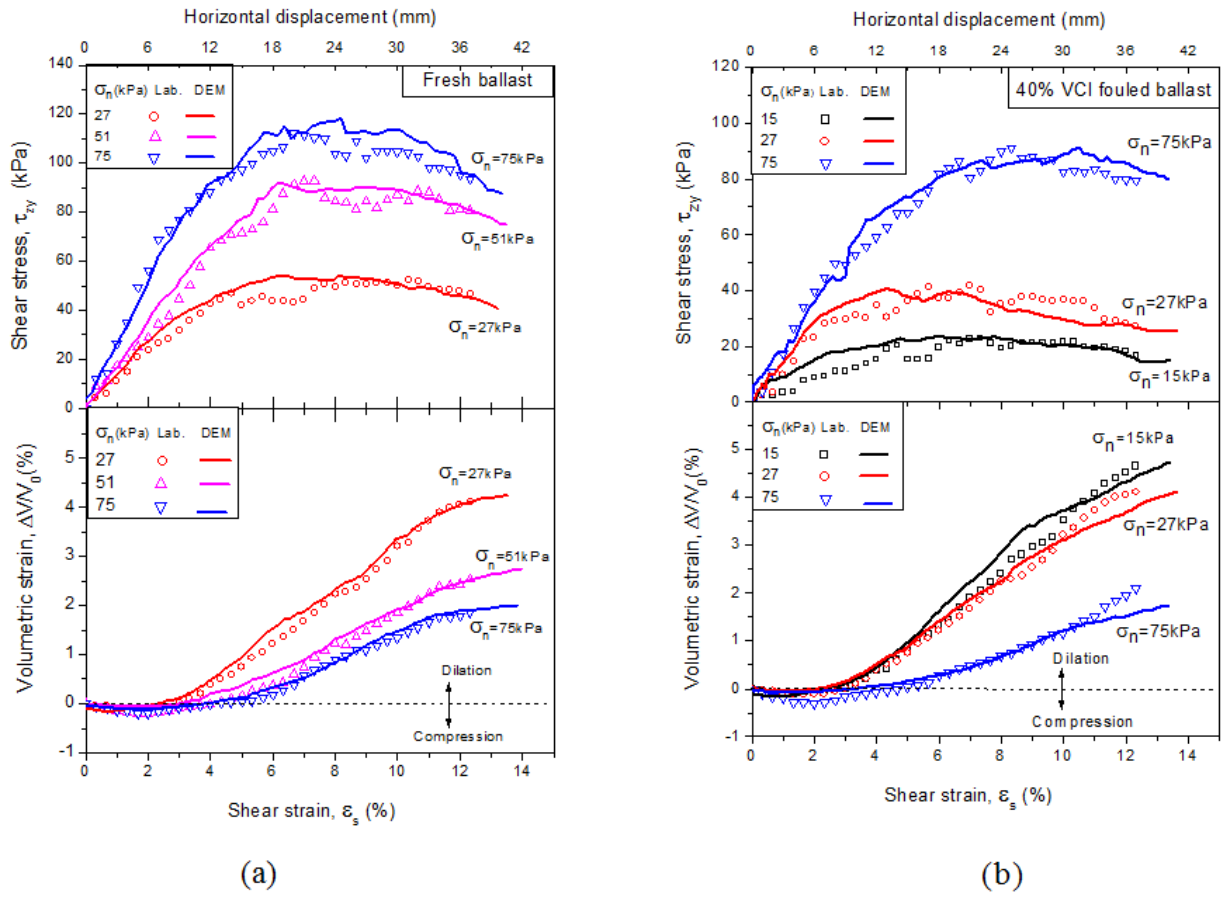 Horizontal displacement (mm)
0 6 12 18 24 30 36 42
Shear stress, τzy (kPa)
140
120
100
80
60
40
20
0
σn(kPa) Lab. DEM
27
51
75
Fresh ballast
σn=75kPa
σn=51kPa
σn=27kPa
Volumetric strain, ΔV/V0(%)
5
4
3
2
1
0
-1
σn(kPa) Lab. DEM
27
51
75
σn=27kPa
σn=51kPa
σn=75kPa
Dilation
Compression
0 2 4 6 8 10 12 14
Shear strain, εs (%)
(a)
Horizontal displacement (mm)
0 6 12 18 24 30 36 42
Shear stress, τzy (kPa)
120
100
80
60
40
20
0
σn(kPa) Lab. DEM
15
27
75
40% VCI fouled ballast
σn=75kPa
σn=27kPa
σn=15kPa
Volumetric strain, ΔV/V0(%)
5
4
3
2
1
0
-1
σn(kPa) Lab. DEM
15
27
75
σn=15kPa
σn=27kPa
σn=75kPa
Dilation
Compression
0 2 4 6 8 10 12 14
Shear strain, εs (%)
(b)